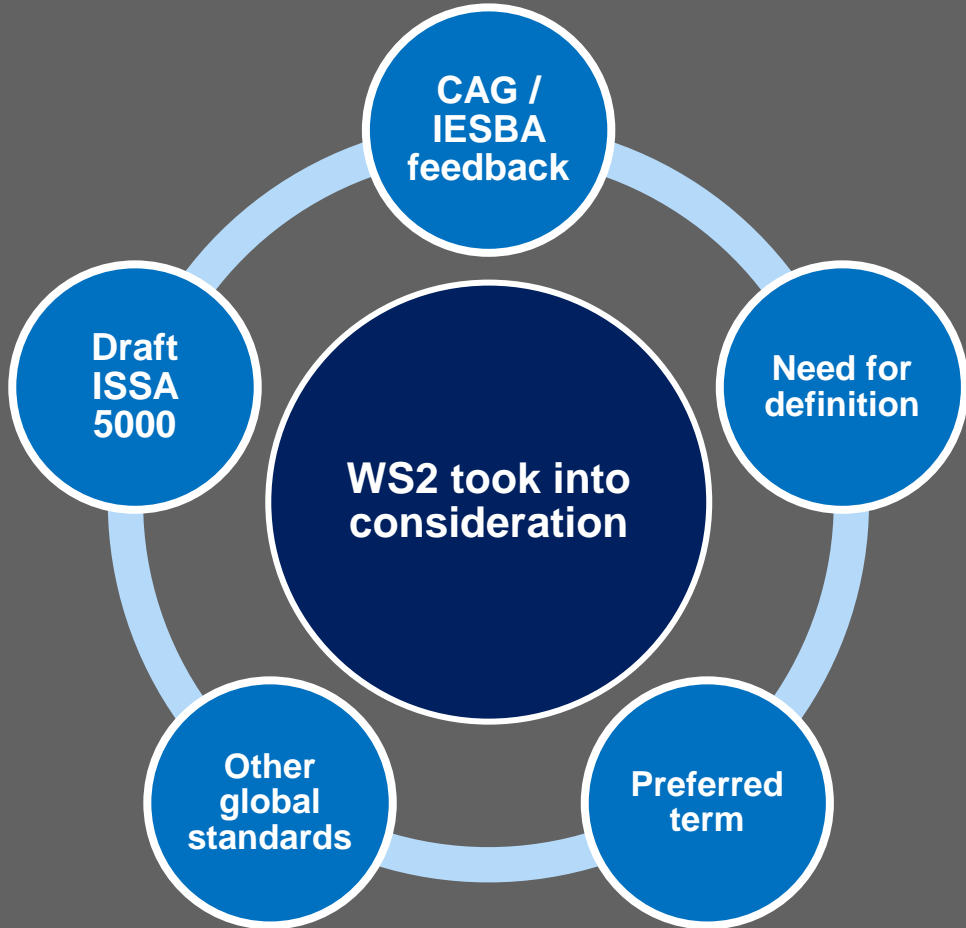 CAG /
IESBA
feedback
Need for
definition
Preferred
term
Other
global
standards
Draft
ISSA
5000
WS2 took into
consideration